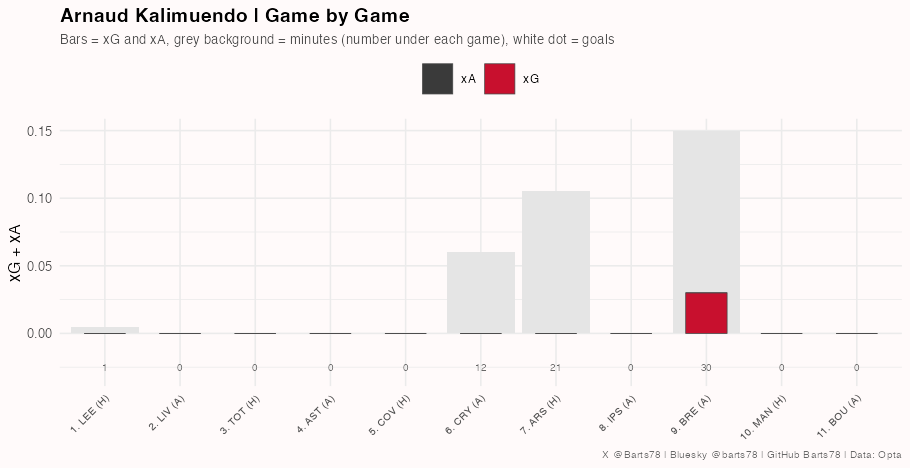 Arnaud Kalimuendo | Game by Game
Bars = xG and xA, grey background = minutes (number under each game), white dot = goals
xA xG
xG + xA
0.15
0.10
0.05
0.00
1 0 0 0 0 12 21 0 30 0 0
1. LEE (H) 2. LIV (A) 3. TOT (H) 4. AST (A) 5. COV (H) 6. CRY (A) 7. ARS (H) 8. IPS (A) 9. BRE (A) 10. MAN (H) 11. BOU (A)
X @Barts78 | Bluesky @barts78 | GitHub Barts78 | Data: Opta